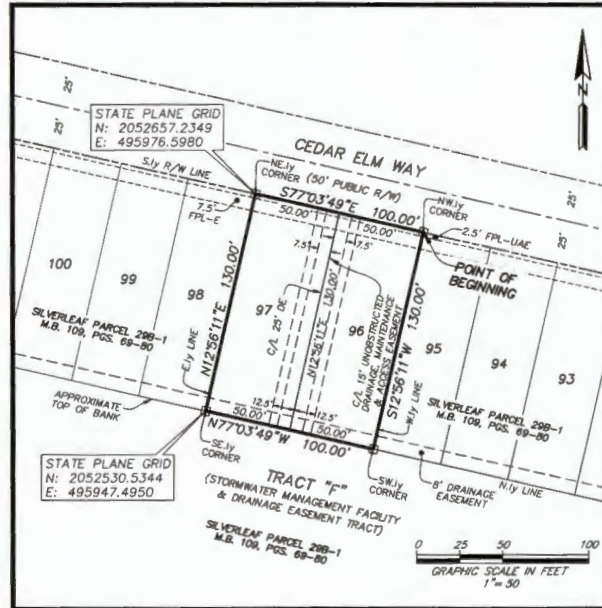 25'
25'
STATE PLANE GRID
N: 2052657.2349
E: 495976.5980
CEDAR ELM WAY
(50' PUBLIC R/W)
S.ly R/W LINE
NE.ly
CORNER
S77°03'49"E 100.00'
50.00'
50.00'
NW.ly
CORNER
25'
25'
7.5' FPL-E
2.5' FPL-UAE
7.5'
7.5'
POINT OF
BEGINNING
100
99
98
97
96
95
94
93
SILVERLEAF PARCEL 29B-1
M.B. 109, PGS. 69-80
E.ly LINE
N12°56'11"E 130.00'
C/L 25' DE
N12°56'11"E 130.00'
C/L 15' UNOBSTRUCTED
DRAINAGE, MAINTENANCE
& ACCESS EASEMENT
S12°56'11"W 130.00'
W.ly LINE
SILVERLEAF PARCEL 29B-1
M.B. 109, PGS. 69-80
APPROXIMATE
TOP OF BANK
12.5'
12.5'
50.00'
50.00'
N77°03'49"W 100.00'
SE.ly
CORNER
SW.ly
CORNER
8' DRAINAGE
EASEMENT
N.ly LINE
STATE PLANE GRID
N: 2052530.5344
E: 495947.4950
TRACT "F"
(STORMWATER MANAGEMENT FACILITY
& DRAINAGE EASEMENT TRACT)
SILVERLEAF PARCEL 29B-1
M.B. 109, PGS. 69-80
N
0 25 50 100
GRAPHIC SCALE IN FEET
1"= 50